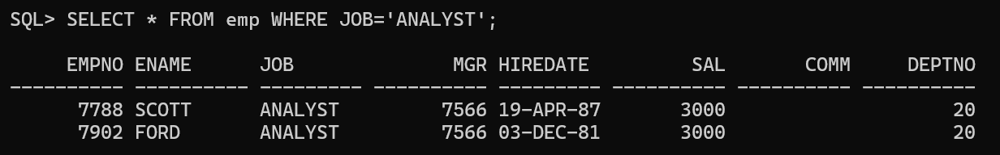 SQL> SELECT * FROM emp WHERE JOB='ANALYST';
     EMPNO ENAME      JOB              MGR HIREDATE         SAL       COMM     DEPTNO
---------- ---------- --------- ---------- --------- ---------- ---------- ----------
      7788 SCOTT      ANALYST         7566 19-APR-87       3000                    20
      7902 FORD       ANALYST         7566 03-DEC-81       3000                    20